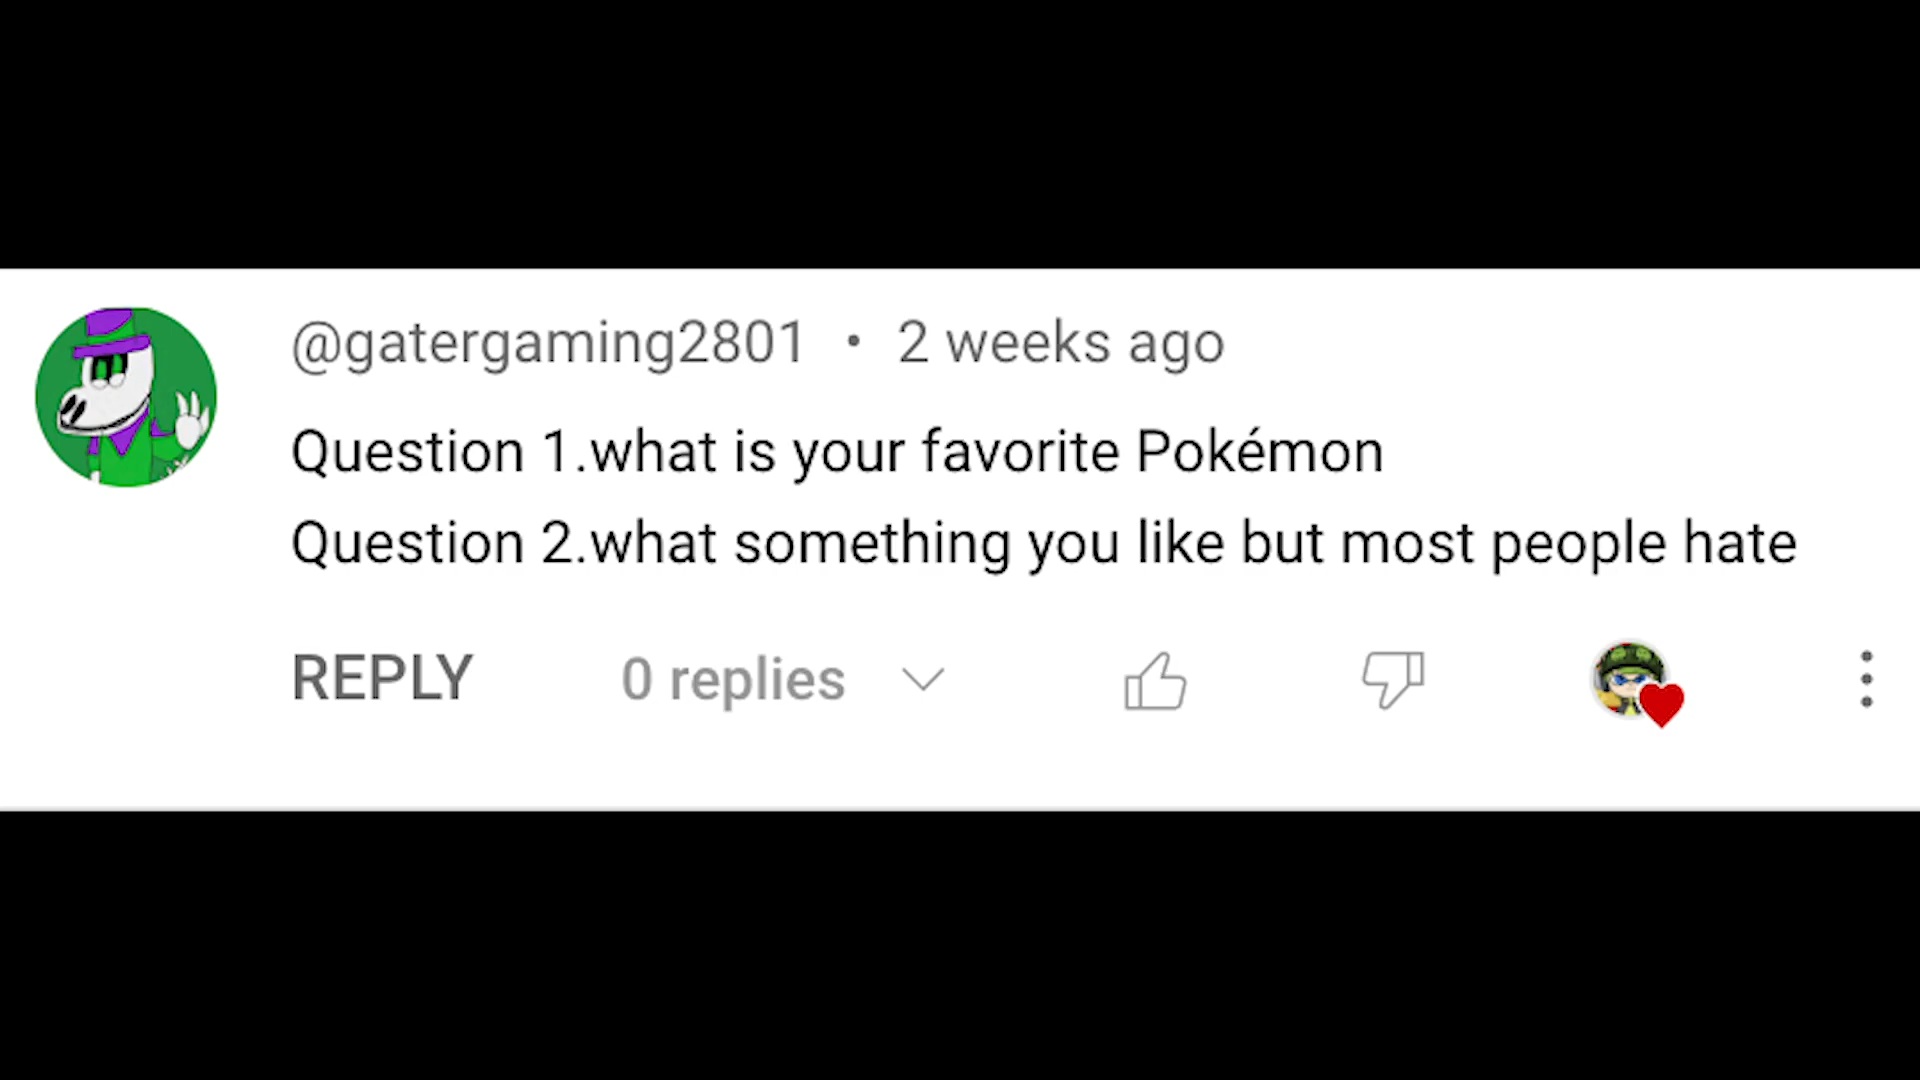 @gatergaming2801 • 2 weeks ago
Question 1.what is your favorite Pokémon
Question 2.what something you like but most people hate
REPLY 0 replies